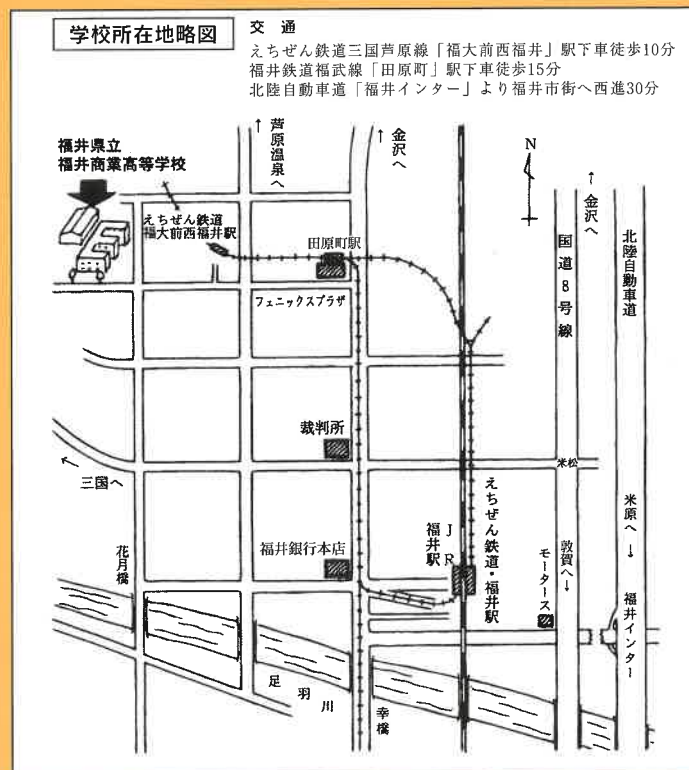 学校所在地略図
交 通
えちぜん鉄道三国芦原線「福大前西福井」駅下車徒歩10分
福井鉄道福武線「田原町」駅下車徒歩15分
北陸自動車道「福井インター」より福井市街へ西進30分
福井県立
福井商業高等学校
↑芦原温泉へ
↑金沢へ
N
↑金沢へ
えちぜん鉄道
福大前西福井駅
田原町駅
フェニックスプラザ
国道8号線
北陸自動車道
裁判所
米松
三国へ
えちぜん鉄道・福井駅
JR
福井駅
福井銀行本店
花月橋
モータース
敦賀へ→
米原へ→
福井インター
足羽川
幸橋